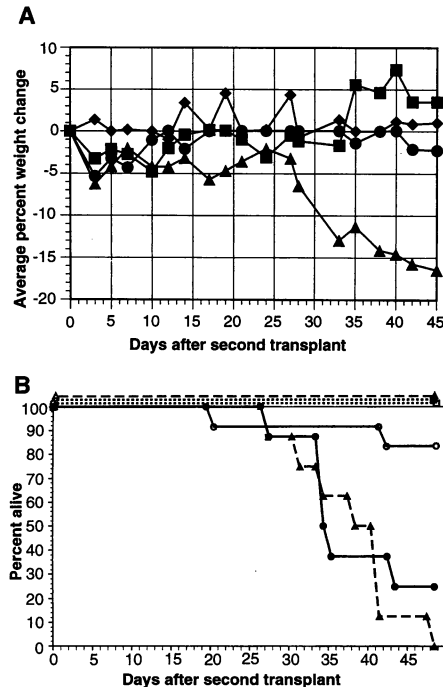 A
10
5
0
-5
-10
-15
-20
Average percent weight change
0 5 10 15 20 25 30 35 40 45
Days after second transplant
B
100
90
80
70
60
50
40
30
20
10
0
Percent alive
0 5 10 15 20 25 30 35 40 45
Days after second transplant